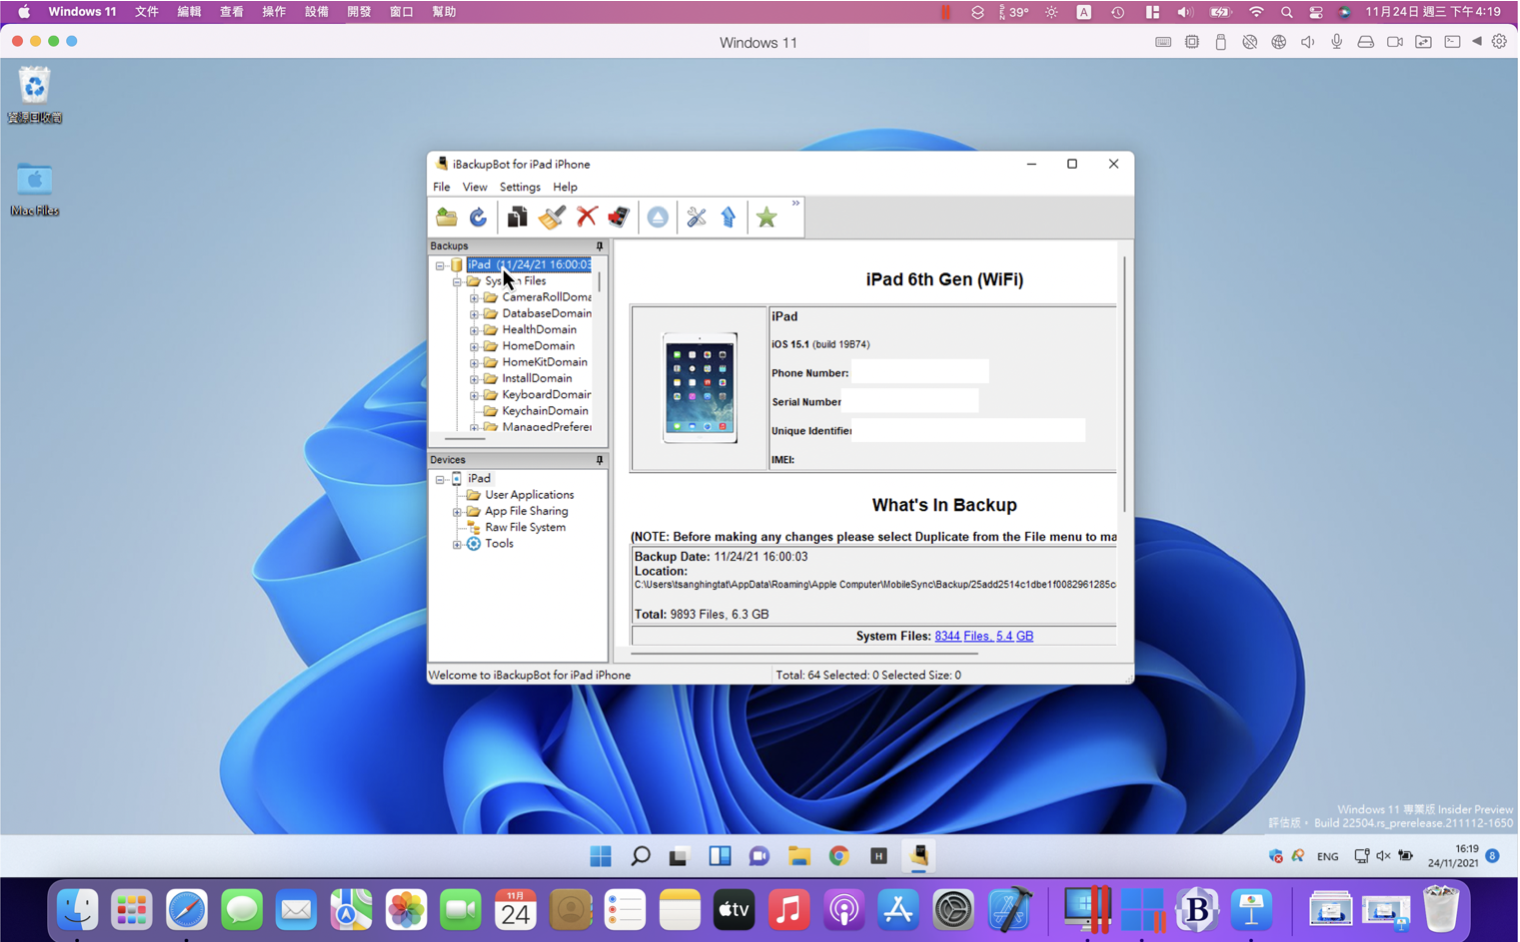 Windows 11 文件 編輯 查看 操作 設備 開發 窗口 幫助 39° A 11月24日 週三 下午4:19
Windows 11
資源回收筒
iMac Files
iBackupBot for iPad iPhone
File View Settings Help
Backups
iPad (11/24/21 16:00:03
System Files
CameraRollDoma
DatabaseDomain
HealthDomain
HomeDomain
HomeKitDomain
InstallDomain
KeyboardDomain
KeychainDomain
ManagedPrefere
Devices
iPad
User Applications
App File Sharing
Raw File System
Tools
iPad 6th Gen (WiFi)
iPad
iOS 15.1 (build 19B74)
Phone Number:
Serial Number
Unique Identifier
IMEI:
What's In Backup
(NOTE: Before making any changes please select Duplicate from the File menu to ma
Backup Date: 11/24/21 16:00:03
Location:
C:\Users\tsanghingtat\AppData\Roaming\Apple Computer\MobileSync\Backup/25add2514c1dbe1f0082961285c
Total: 9893 Files, 6.3 GB
System Files: 8344 Files, 5.4 GB
Welcome to iBackupBot for iPad iPhone
Total: 64 Selected: 0 Selected Size: 0
Windows 11 專業版 Insider Preview
評估版。 Build 22504.rs_prerelease.211112-1650
H
ENG
16:19
24/11/2021
8
11月
24
tv
B